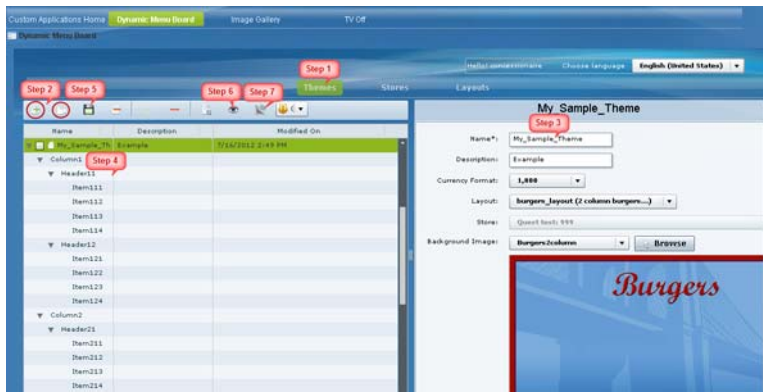 Custom Applications Home Dynamic Menu Board Image Gallery TV Off
Dynamic Menu Board
Choose language English (United States)
Step 1
Themes Stores Layouts
Step 2 Step 5 Step 6 Step 7
My_Sample_Theme
Step 3
Name Description Modified On
Name*: My_Sample_Theme
My_Sample_Th Example 7/16/2012 2:49 PM
Description: Example
Column1 Step 4
Header11
Currency Format: 1,000
Item111
Layout: burgers_layout (2 column burgers...)
Item112
Item113
Store:
Item114
Header12
Background Image: Burgers2column Browse
Item121
Item122
Item123
Item124
Burgers
Column2
Header21
Item211
Item212
Item213
Item214